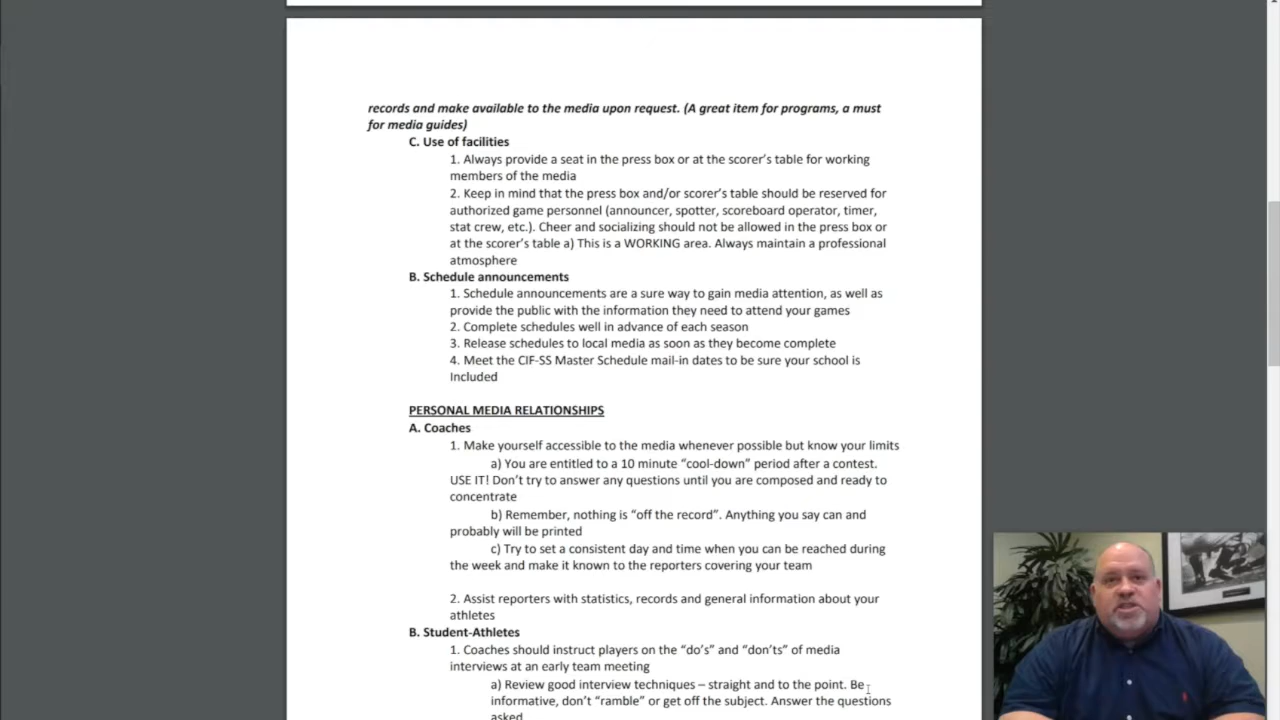 records and make available to the media upon request. (A great item for programs, a must
for media guides)
C. Use of facilities
1. Always provide a seat in the press box or at the scorer’s table for working
members of the media
2. Keep in mind that the press box and/or scorer’s table should be reserved for
authorized game personnel (announcer, spotter, scoreboard operator, timer,
stat crew, etc.). Cheer and socializing should not be allowed in the press box or
at the scorer’s table a) This is a WORKING area. Always maintain a professional
atmosphere
B. Schedule announcements
1. Schedule announcements are a sure way to gain media attention, as well as
provide the public with the information they need to attend your games
2. Complete schedules well in advance of each season
3. Release schedules to local media as soon as they become complete
4. Meet the CIF-SS Master Schedule mail-in dates to be sure your school is
Included
PERSONAL MEDIA RELATIONSHIPS
A. Coaches
1. Make yourself accessible to the media whenever possible but know your limits
a) You are entitled to a 10 minute “cool-down” period after a contest.
USE IT! Don’t try to answer any questions until you are composed and ready to
concentrate
b) Remember, nothing is “off the record”. Anything you say can and
probably will be printed
c) Try to set a consistent day and time when you can be reached during
the week and make it known to the reporters covering your team
2. Assist reporters with statistics, records and general information about your
athletes
B. Student-Athletes
1. Coaches should instruct players on the “do’s” and “don’ts” of media
interviews at an early team meeting
a) Review good interview techniques – straight and to the point. Be
informative, don’t “ramble” or get off the subject. Answer the questions
asked